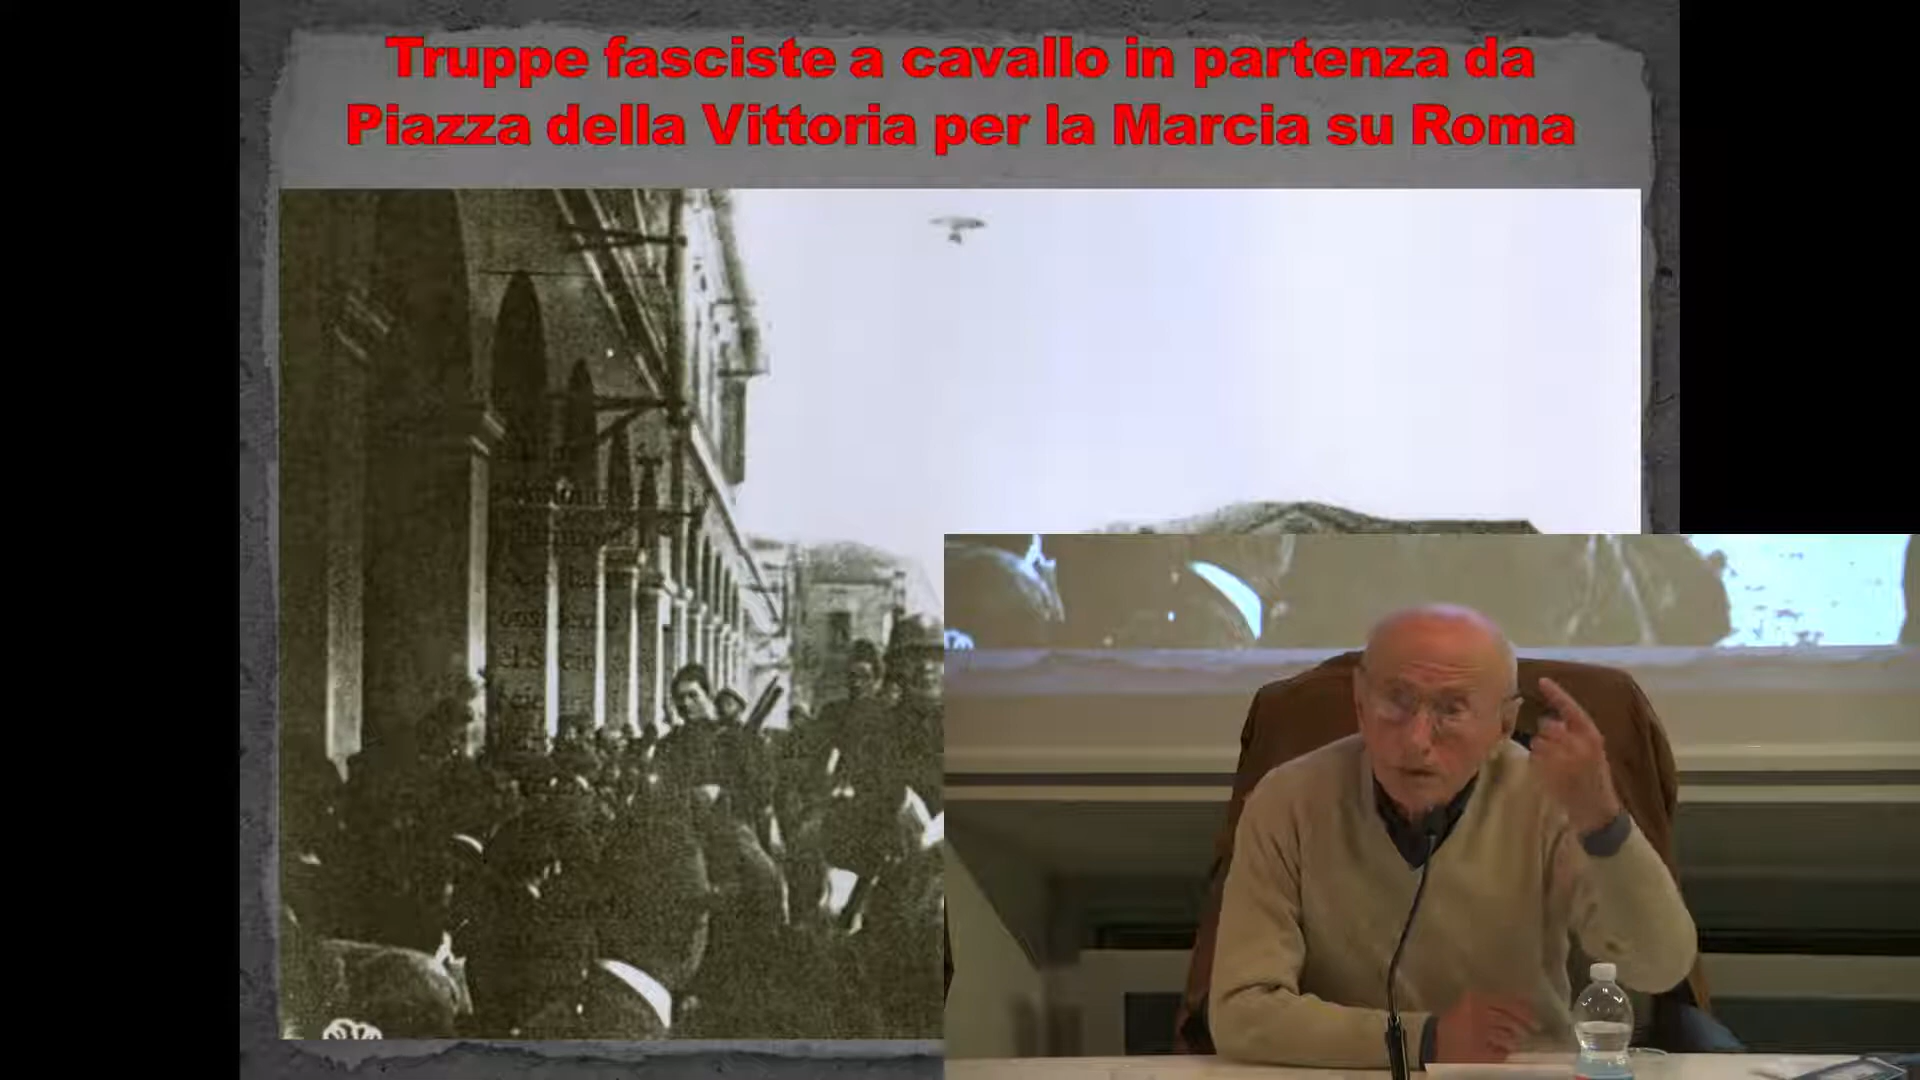 Truppe fasciste a cavallo in partenza da
Piazza della Vittoria per la Marcia su Roma